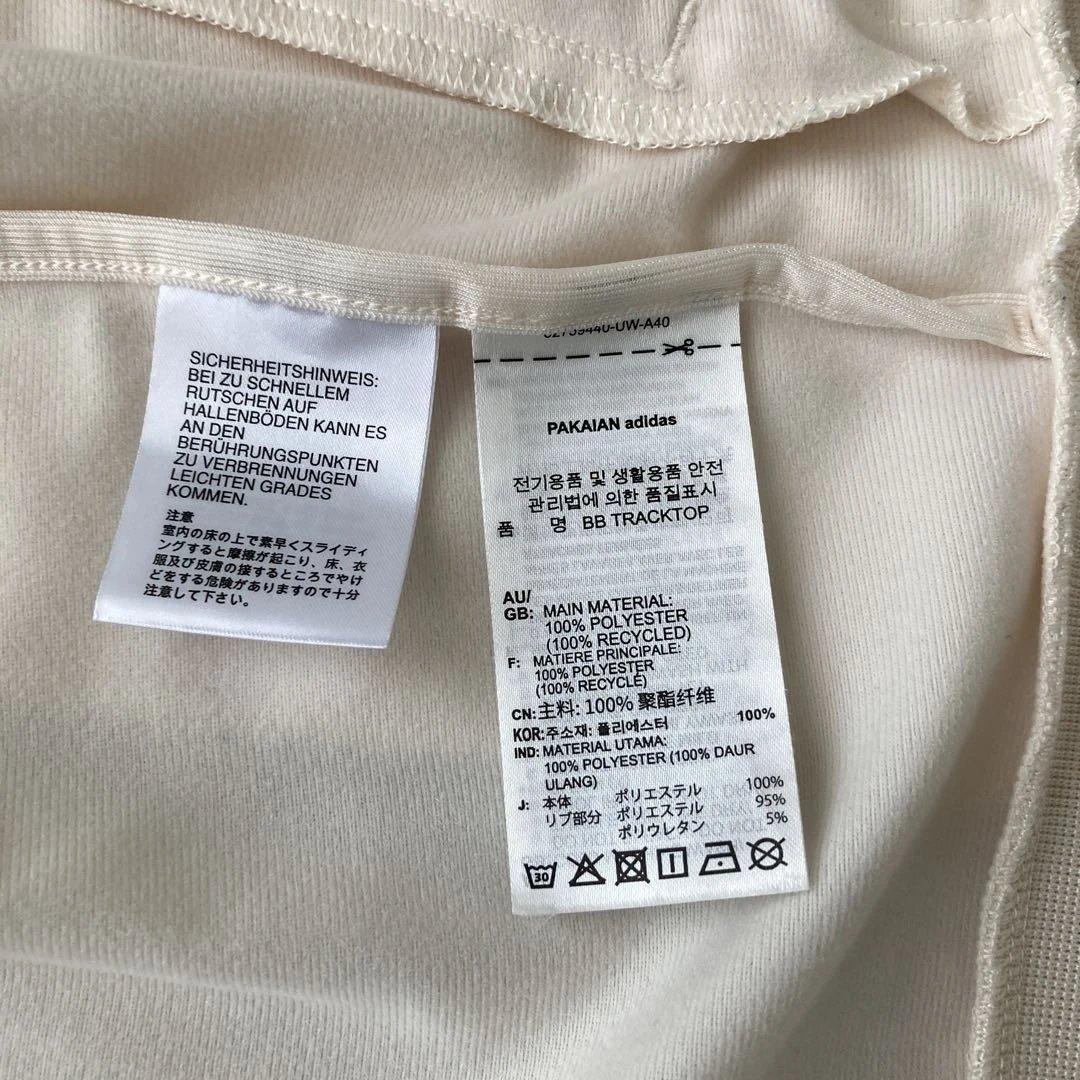 SICHERHEITSHINWEIS:
BEI ZU SCHNELLEM
RUTSCHEN AUF
HALLENBÖDEN KANN ES
AN DEN
BERÜHRUNGSPUNKTEN
ZU VERBRENNUNGEN
LEICHTEN GRADES
KOMMEN.
注意
室内の床の上で素早くスライディ
ングすると摩擦が起こり、床、衣
服及び皮膚の接するところでやけ
どをする危険がありますので十分
注意して下さい。
02759440-UW-A40
PAKAIAN adidas
전기용품 및 생활용품 안전
관리법에 의한 품질표시
품 명 BB TRACKTOP
AU/
GB: MAIN MATERIAL:
100% POLYESTER
(100% RECYCLED)
F: MATIERE PRINCIPALE:
100% POLYESTER
(100% RECYCLÉ)
CN:主料: 100% 聚酯纤维
KOR:주소재: 폴리에스터 100%
IND: MATERIAL UTAMA:
100% POLYESTER (100% DAUR
ULANG)
J: 本体 ポリエステル 100%
リブ部分 ポリエステル 95%
ポリウレタン 5%
30